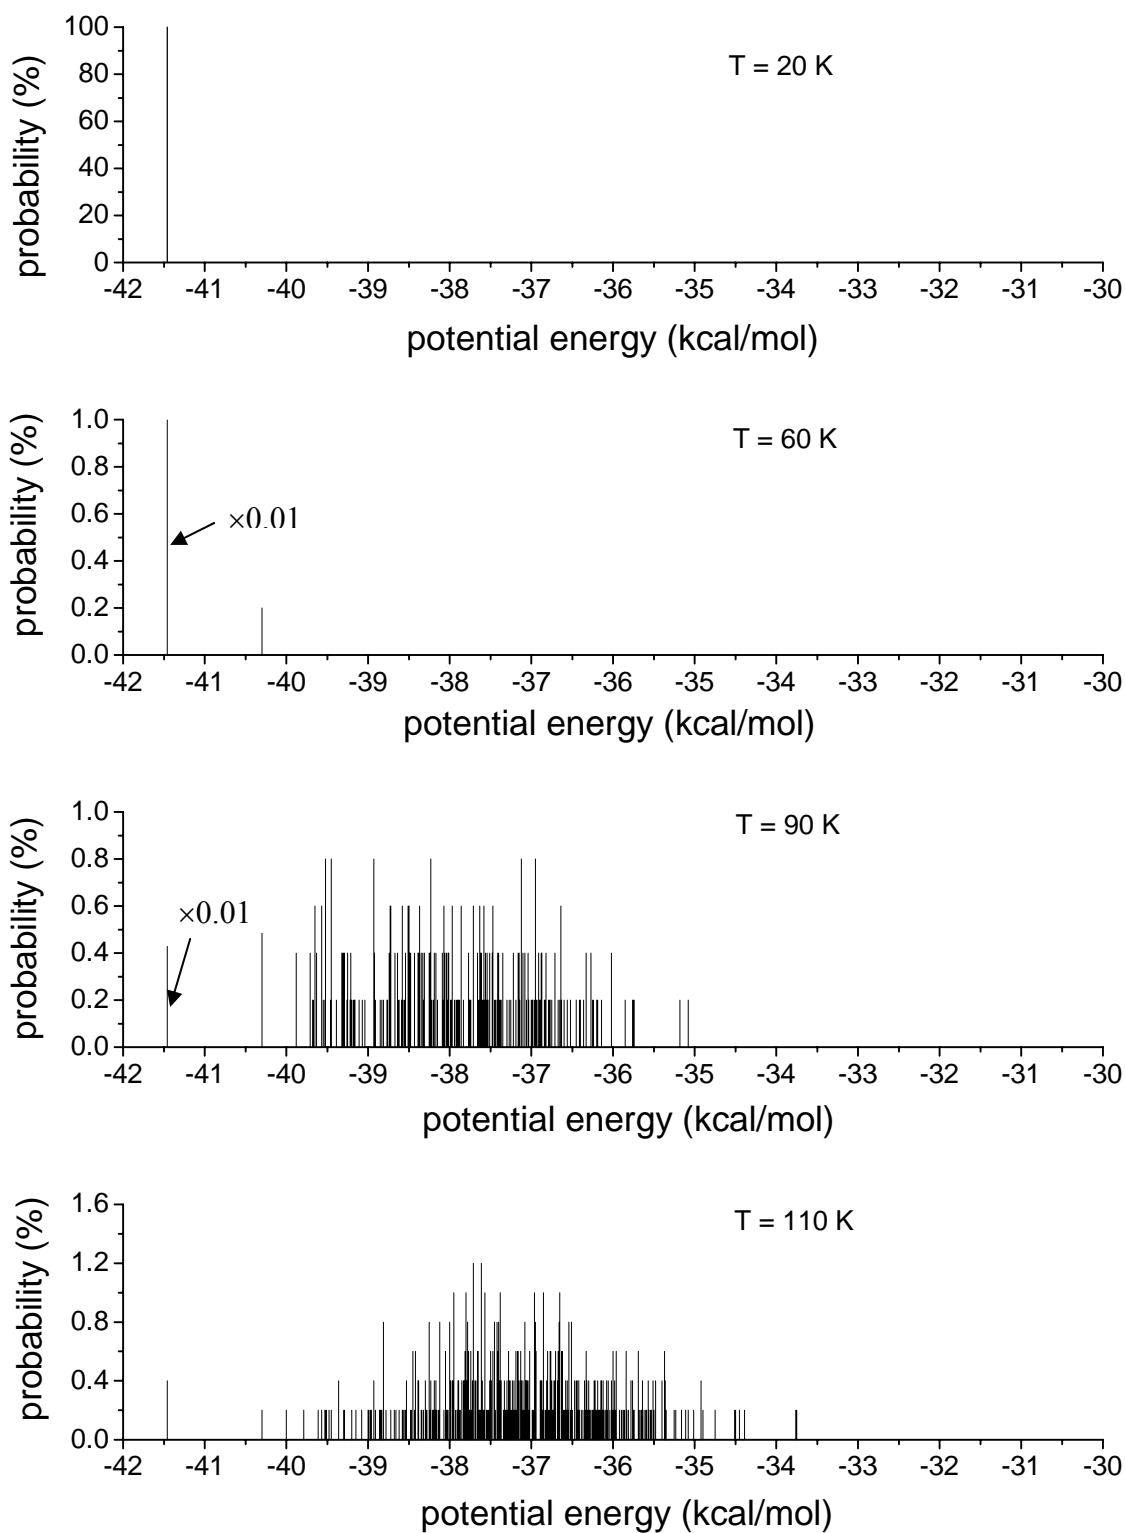 100
80
60
40
20
0
probability (%)
T = 20 K
-42 -41 -40 -39 -38 -37 -36 -35 -34 -33 -32 -31 -30
potential energy (kcal/mol)
1.0
0.8
0.6
0.4
0.2
0.0
probability (%)
T = 60 K
×0.01
-42 -41 -40 -39 -38 -37 -36 -35 -34 -33 -32 -31 -30
potential energy (kcal/mol)
1.0
0.8
0.6
0.4
0.2
0.0
probability (%)
T = 90 K
×0.01
-42 -41 -40 -39 -38 -37 -36 -35 -34 -33 -32 -31 -30
potential energy (kcal/mol)
1.6
1.2
0.8
0.4
0.0
probability (%)
T = 110 K
-42 -41 -40 -39 -38 -37 -36 -35 -34 -33 -32 -31 -30
potential energy (kcal/mol)